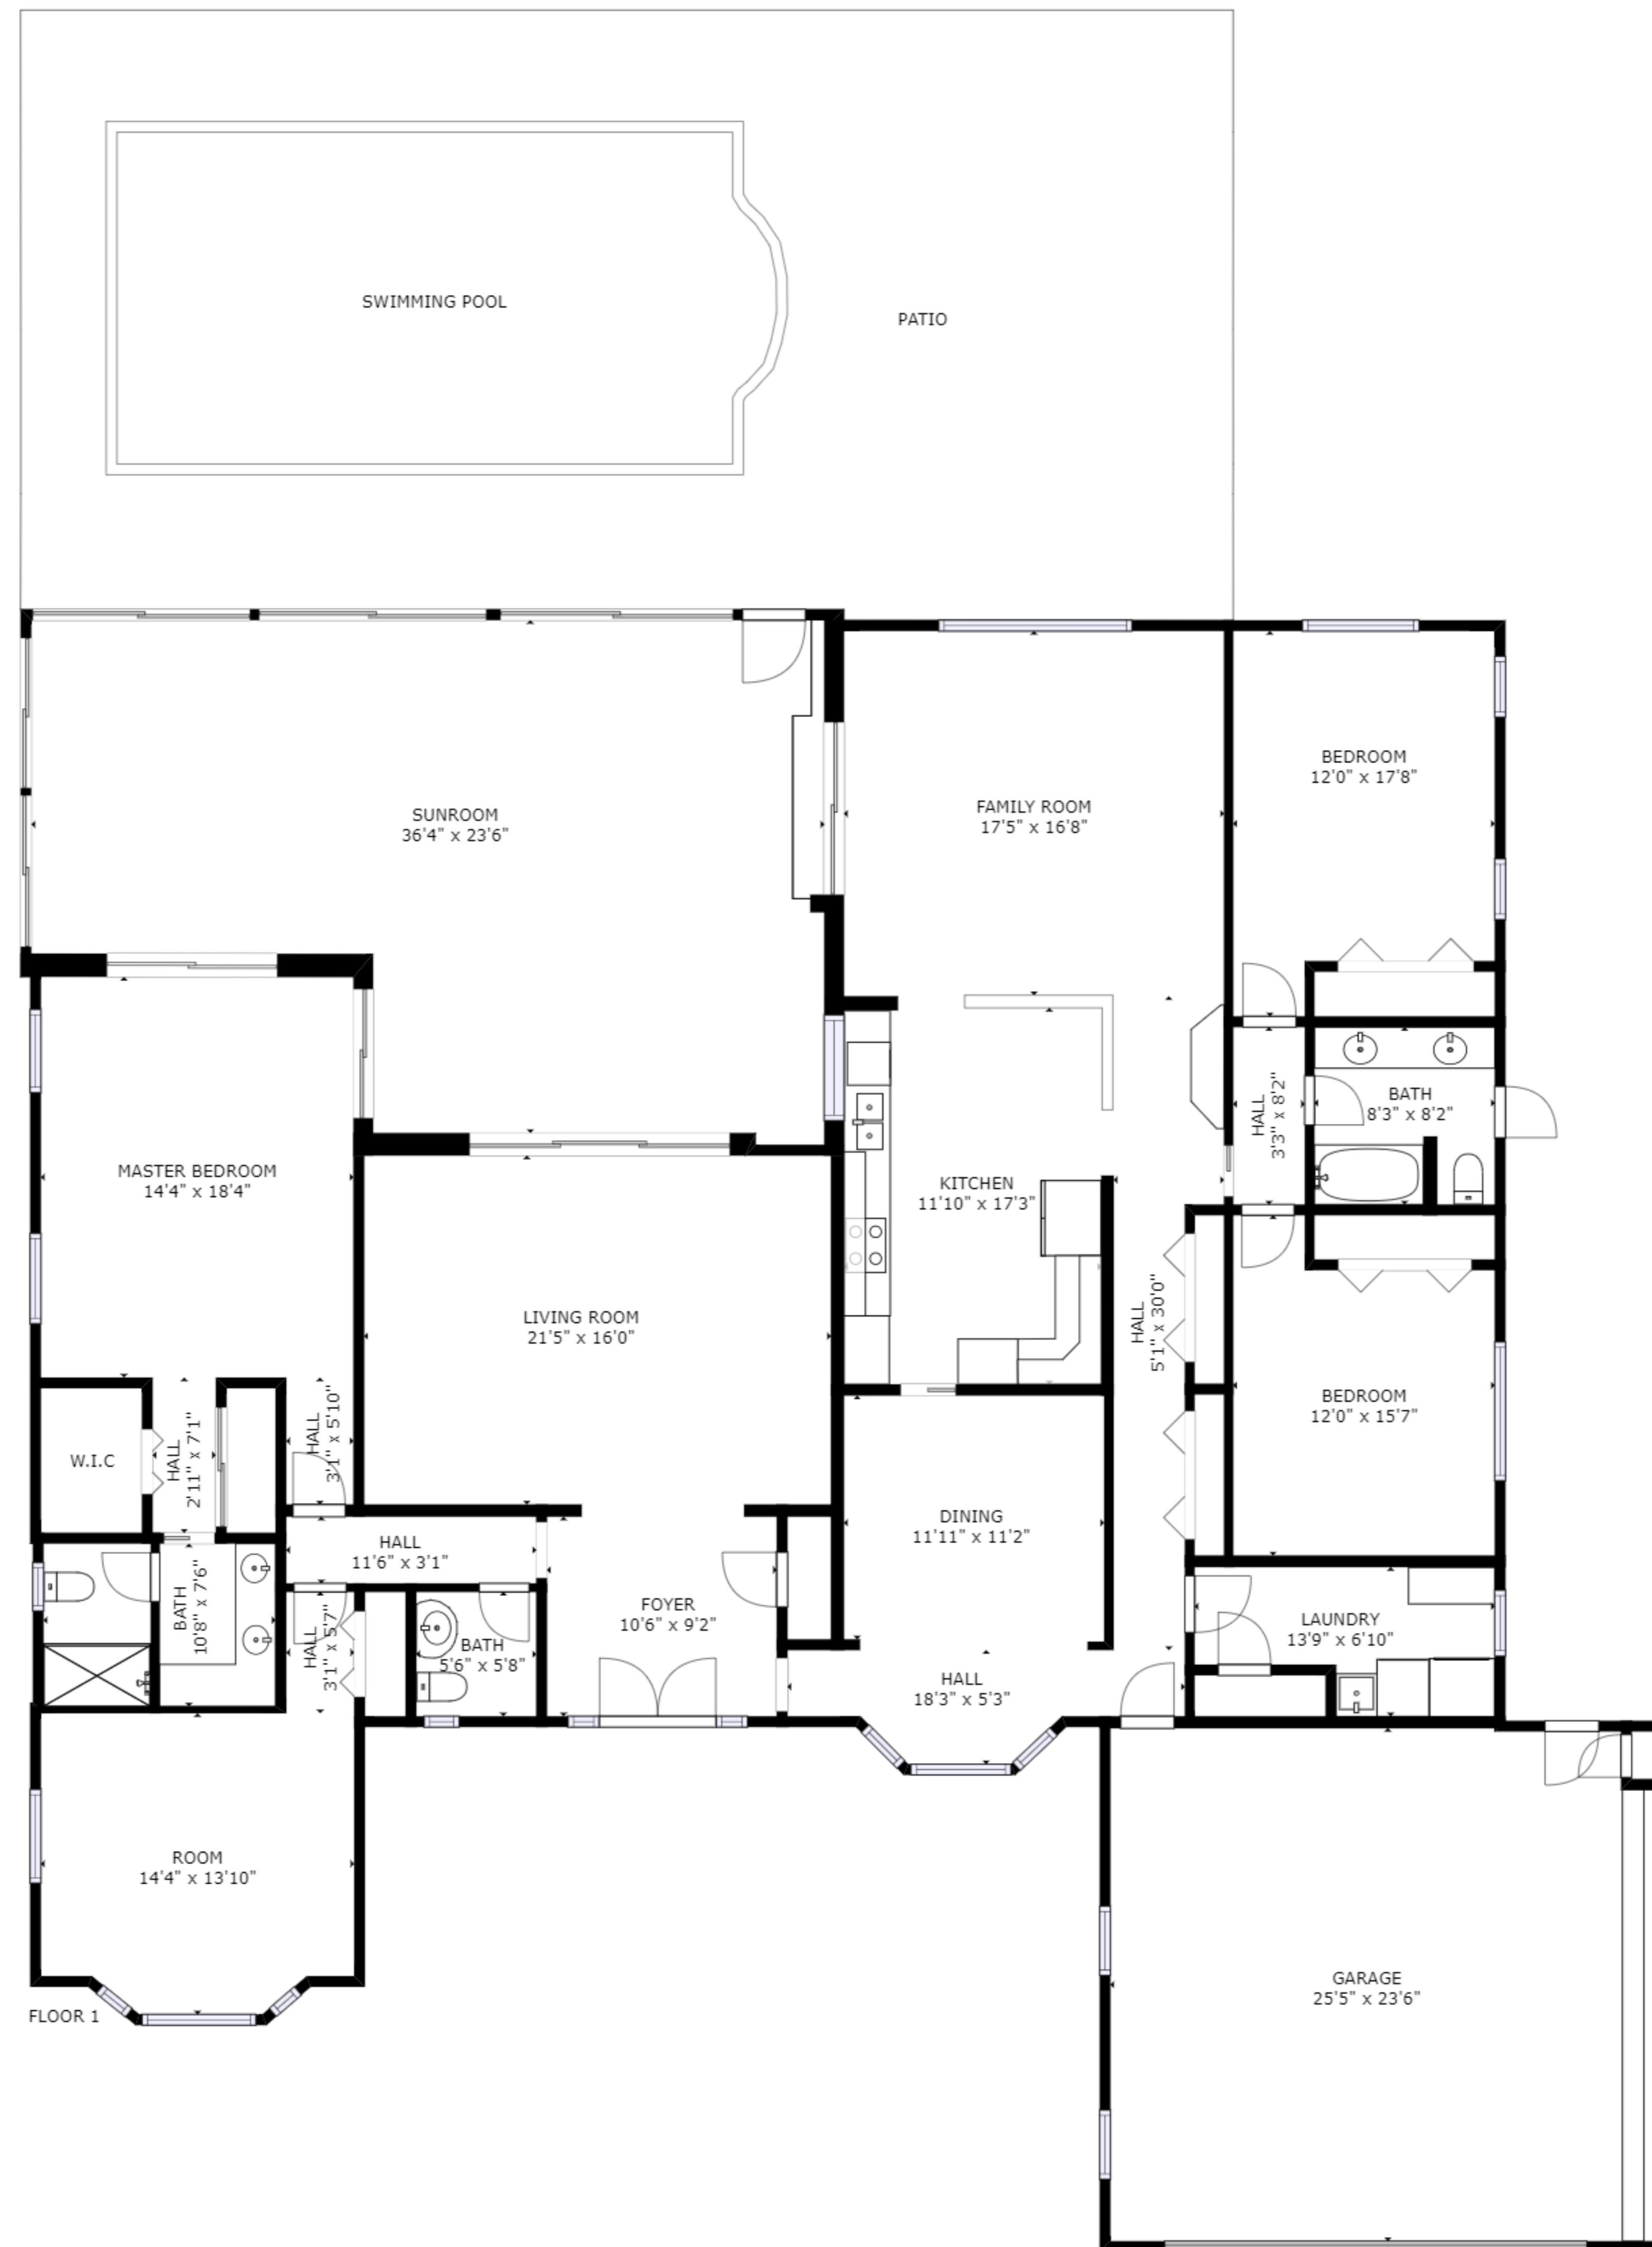 SWIMMING POOL
PATIO
SUNROOM
36'4" x 23'6"
FAMILY ROOM
17'5" x 16'8"
BEDROOM
12'0" x 17'8"
HALL
3'3" x 8'2"
BATH
8'3" x 8'2"
MASTER BEDROOM
14'4" x 18'4"
KITCHEN
11'10" x 17'3"
LIVING ROOM
21'5" x 16'0"
HALL
5'1" x 30'0"
BEDROOM
12'0" x 15'7"
W.I.C
HALL
2'11" x 7'1"
HALL
3'1" x 5'10"
HALL
11'6" x 3'1"
DINING
11'11" x 11'2"
BATH
10'8" x 7'6"
HALL
3'1" x 5'7"
BATH
5'6" x 5'8"
FOYER
10'6" x 9'2"
HALL
18'3" x 5'3"
LAUNDRY
13'9" x 6'10"
ROOM
14'4" x 13'10"
GARAGE
25'5" x 23'6"
FLOOR 1